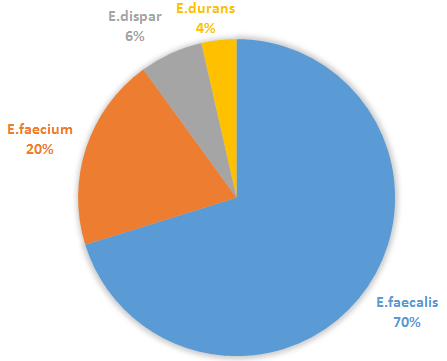 E.durans
4%
E.dispar
6%
E.faecium
20%
E.faecalis
70%